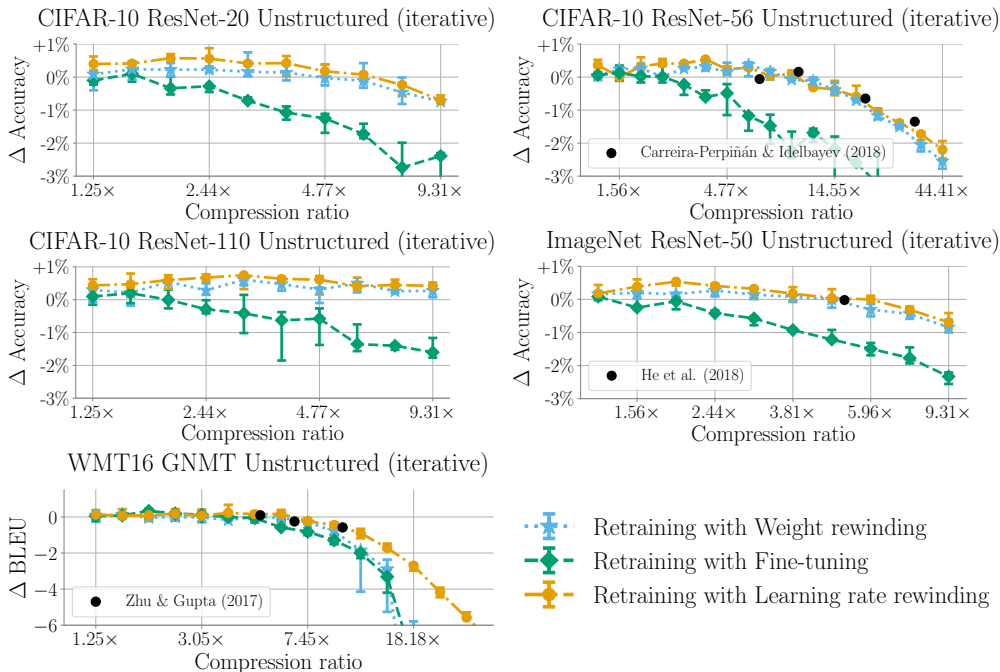 CIFAR-10 ResNet-20 Unstructured (iterative)
Δ Accuracy
+1%
0%
-1%
-2%
-3%
1.25× 2.44× 4.77× 9.31×
Compression ratio
CIFAR-10 ResNet-56 Unstructured (iterative)
Δ Accuracy
+1%
0%
-1%
-2%
-3%
Carreira-Perpiñán & Idelbayev (2018)
1.56× 4.77× 14.55× 44.41×
Compression ratio
CIFAR-10 ResNet-110 Unstructured (iterative)
Δ Accuracy
+1%
0%
-1%
-2%
-3%
1.25× 2.44× 4.77× 9.31×
Compression ratio
ImageNet ResNet-50 Unstructured (iterative)
Δ Accuracy
+1%
0%
-1%
-2%
-3%
He et al. (2018)
1.56× 2.44× 3.81× 5.96× 9.31×
Compression ratio
WMT16 GNMT Unstructured (iterative)
Δ BLEU
0
−2
−4
−6
Zhu & Gupta (2017)
1.25× 3.05× 7.45× 18.18×
Compression ratio
Retraining with Weight rewinding
Retraining with Fine-tuning
Retraining with Learning rate rewinding